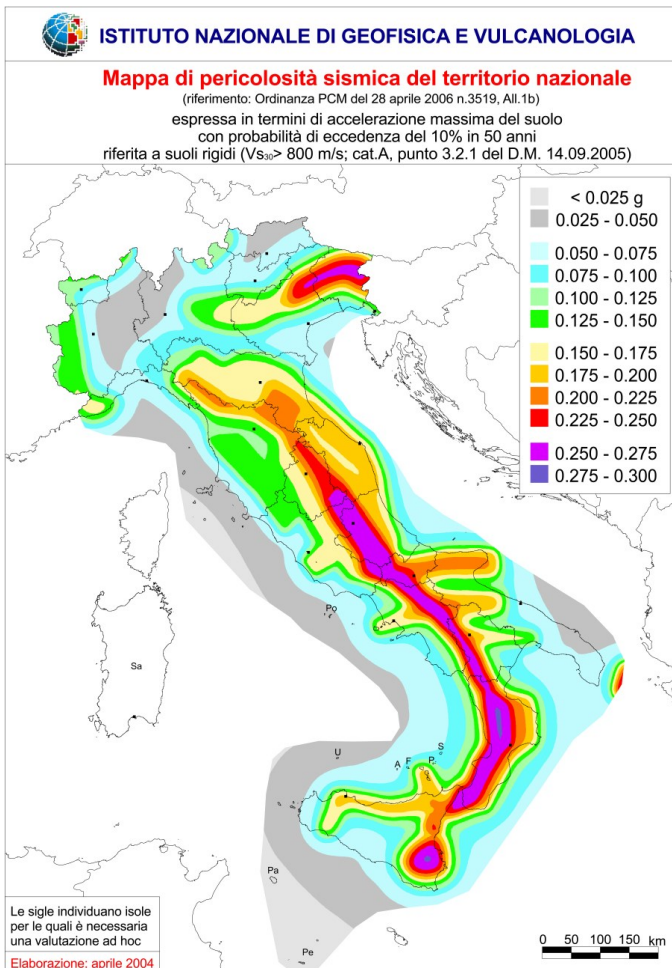 ISTITUTO NAZIONALE DI GEOFISICA E VULCANOLOGIA
Mappa di pericolosità sismica del territorio nazionale
(riferimento: Ordinanza PCM del 28 aprile 2006 n.3519, All.1b)
espressa in termini di accelerazione massima del suolo
con probabilità di eccedenza del 10% in 50 anni
riferita a suoli rigidi (Vs₃₀> 800 m/s; cat.A, punto 3.2.1 del D.M. 14.09.2005)
< 0.025 g
0.025 - 0.050
0.050 - 0.075
0.075 - 0.100
0.100 - 0.125
0.125 - 0.150
0.150 - 0.175
0.175 - 0.200
0.200 - 0.225
0.225 - 0.250
0.250 - 0.275
0.275 - 0.300
Po
Sa
U
A
F
P.
S
Pa
Pe
Le sigle individuano isole
per le quali è necessaria
una valutazione ad hoc
Elaborazione: aprile 2004
0 50 100 150 km